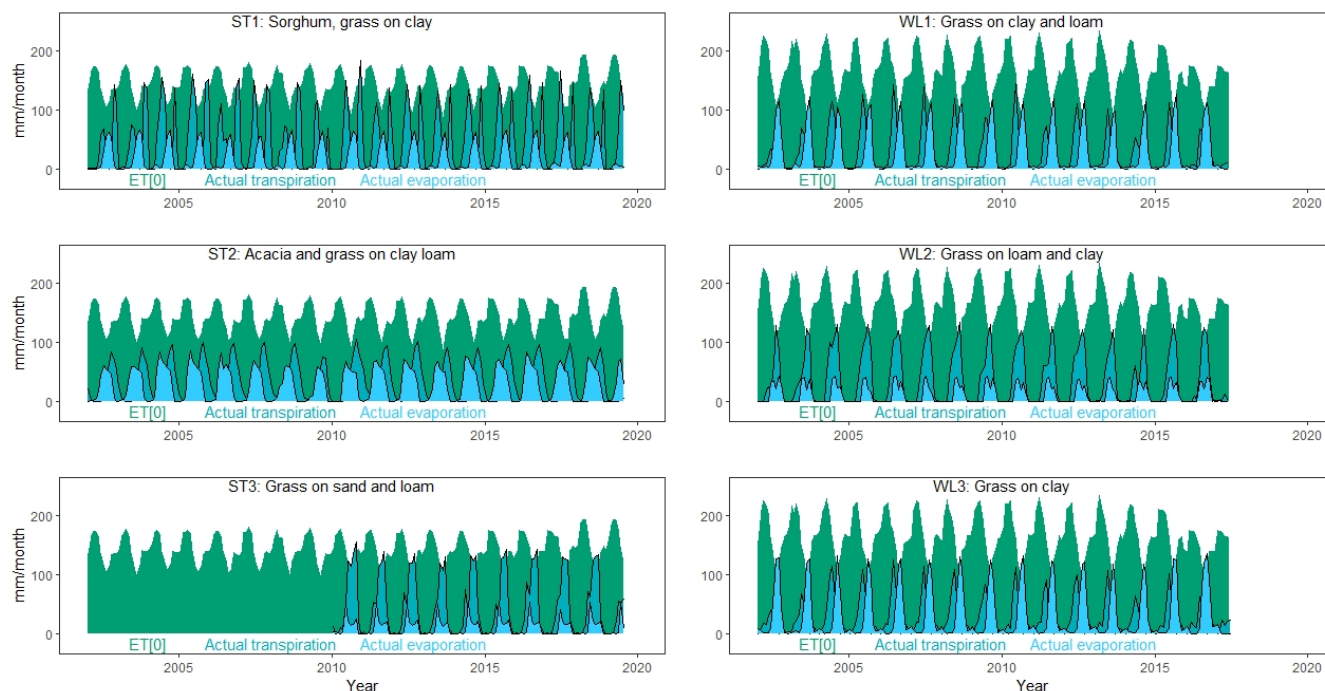 ST1: Sorghum, grass on clay
mm/month
200
100
0
ET[0] Actual transpiration Actual evaporation
2005 2010 2015 2020
WL1: Grass on clay and loam
200
100
0
ET[0] Actual transpiration Actual evaporation
2005 2010 2015 2020
ST2: Acacia and grass on clay loam
mm/month
200
100
0
ET[0] Actual transpiration Actual evaporation
2005 2010 2015 2020
WL2: Grass on loam and clay
200
100
0
ET[0] Actual transpiration Actual evaporation
2005 2010 2015 2020
ST3: Grass on sand and loam
mm/month
200
100
0
ET[0] Actual transpiration Actual evaporation
2005 2010 2015 2020
Year
WL3: Grass on clay
200
100
0
ET[0] Actual transpiration Actual evaporation
2005 2010 2015 2020
Year